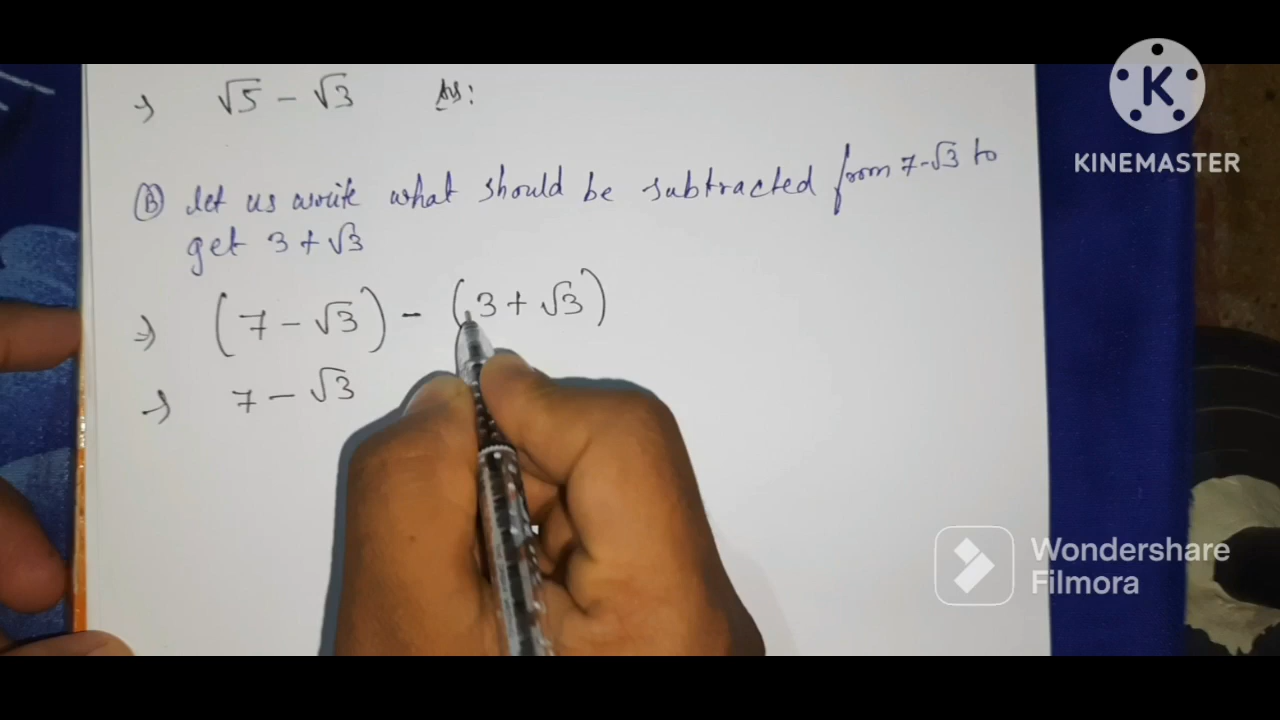 ⇒ √5 - √3 Ans:
KINEMASTER
(B) let us write what should be subtracted from 7-√3 to
get 3 + √3
⇒ (7 - √3) - (3 + √3)
⇒ 7 - √3
Wondershare
Filmora